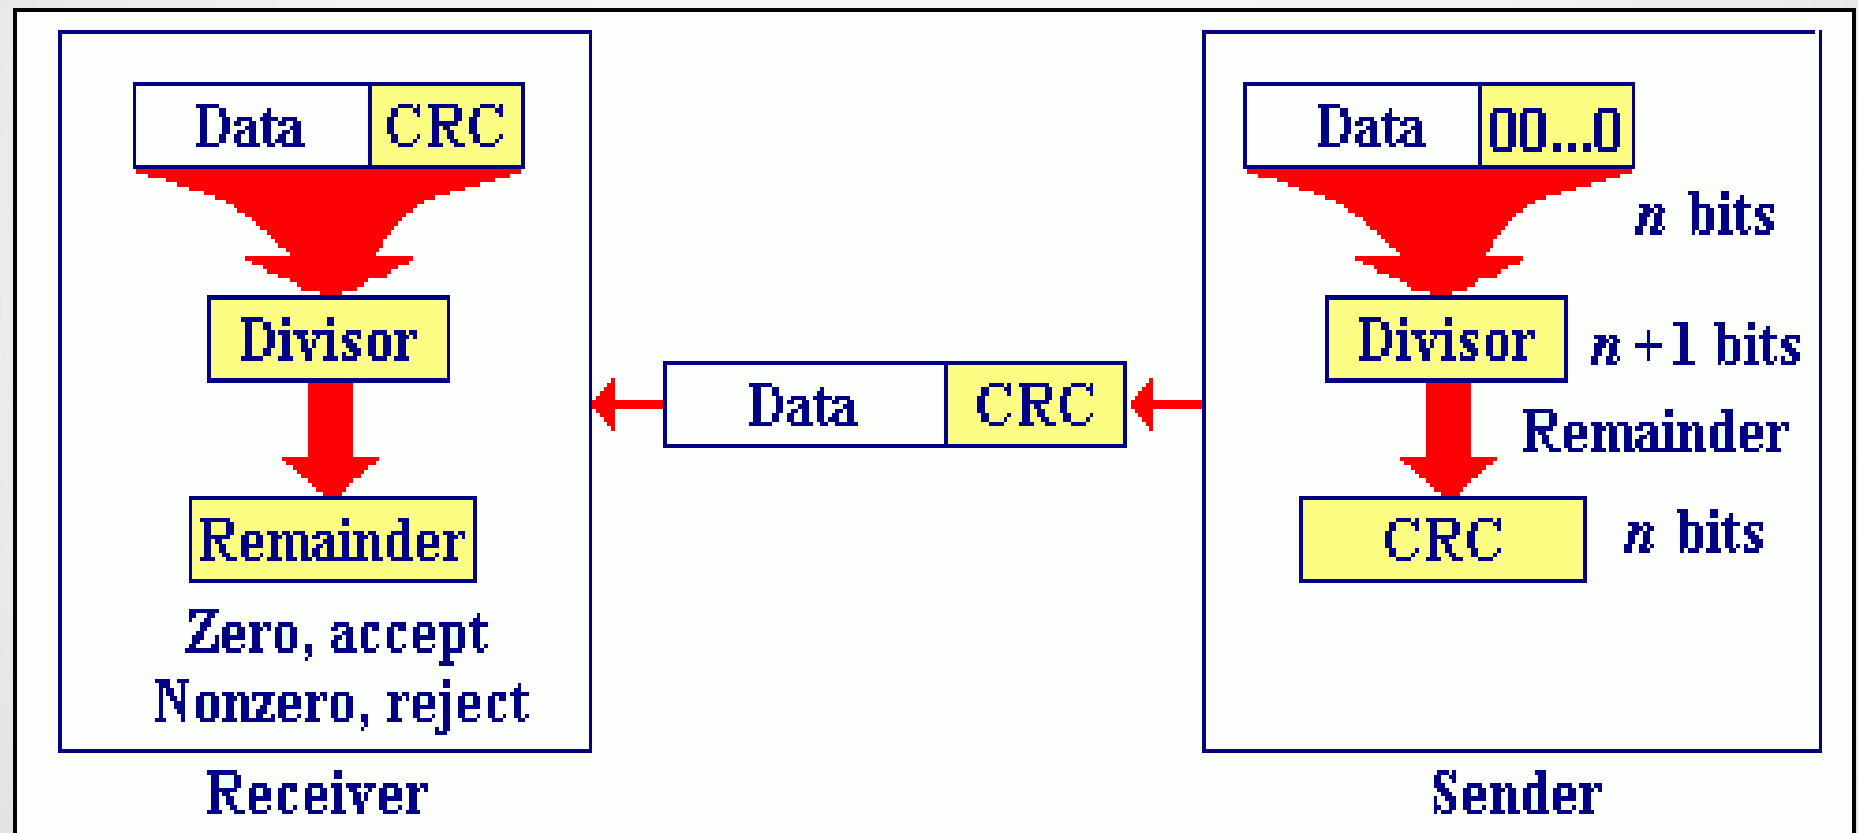 Data CRC
Divisor
Remainder
Zero, accept
Nonzero, reject
Receiver
Data CRC
Data 00...0
n bits
Divisor n+1 bits
Remainder
CRC n bits
Sender